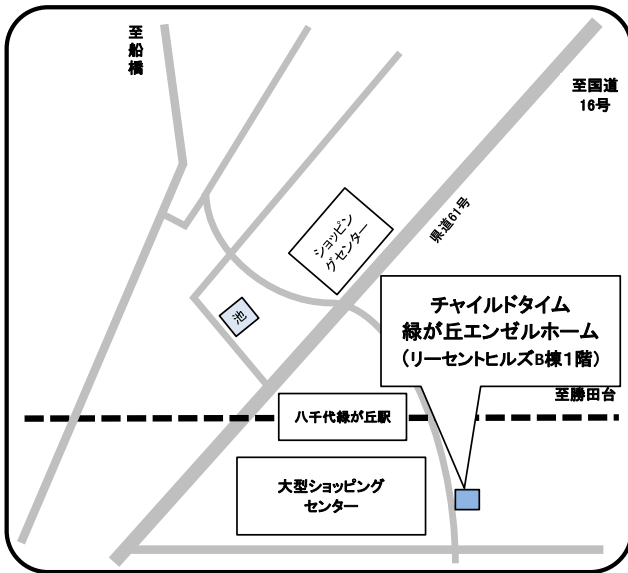 至船橋
至国道
16号
県道61号
ショッピン
グセンター
池
チャイルドタイム
緑が丘エンゼルホーム
（リーセントヒルズB棟１階）
至勝田台
八千代緑が丘駅
大型ショッピング
センター